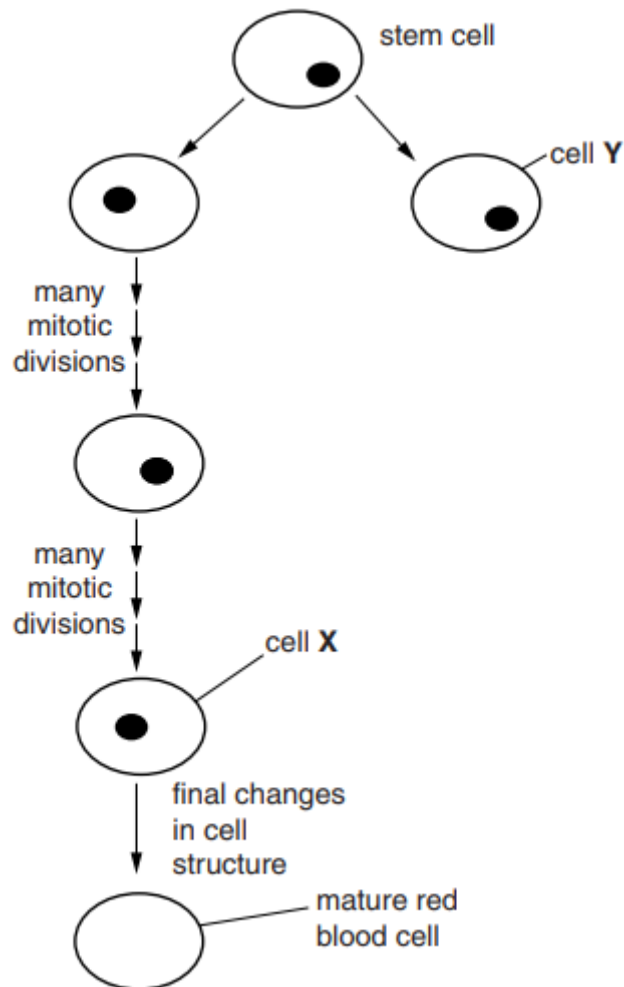 stem cell
cell Y
many
mitotic
divisions
many
mitotic
divisions
cell X
final changes
in cell
structure
mature red
blood cell